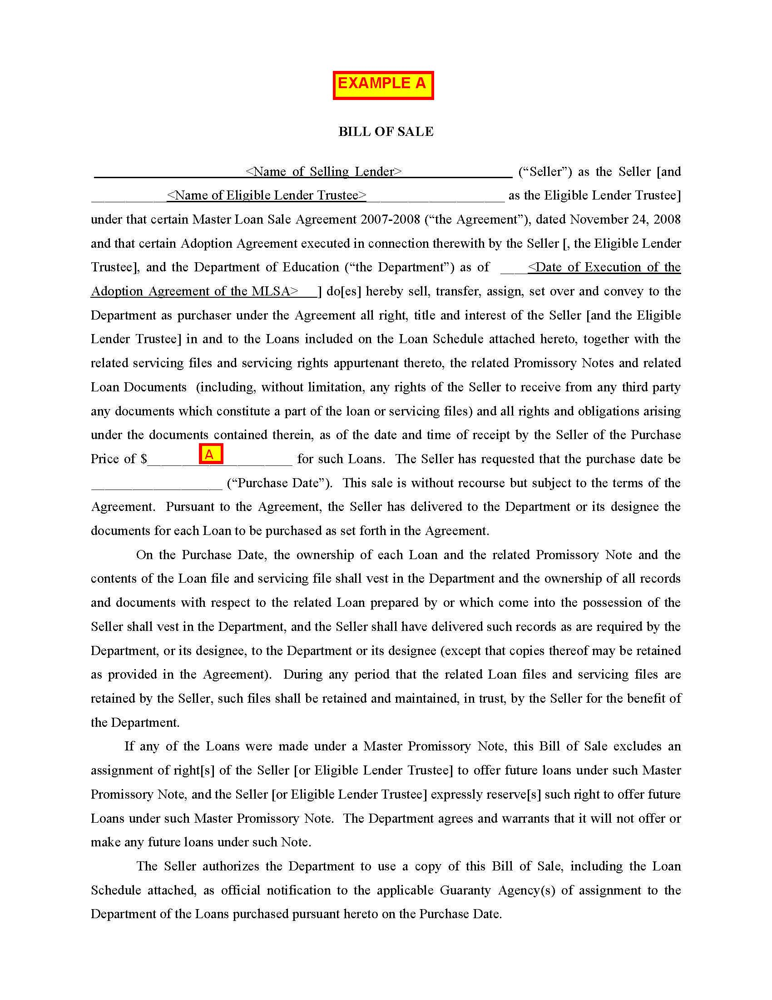 EXAMPLE A
BILL OF SALE
<Name of Selling Lender> (“Seller”) as the Seller [and
___________<Name of Eligible Lender Trustee>____________________ as the Eligible Lender Trustee]
under that certain Master Loan Sale Agreement 2007-2008 (“the Agreement”), dated November 24, 2008
and that certain Adoption Agreement executed in connection therewith by the Seller [, the Eligible Lender
Trustee], and the Department of Education (“the Department”) as of ____<Date of Execution of the
Adoption Agreement of the MLSA>___] do[es] hereby sell, transfer, assign, set over and convey to the
Department as purchaser under the Agreement all right, title and interest of the Seller [and the Eligible
Lender Trustee] in and to the Loans included on the Loan Schedule attached hereto, together with the
related servicing files and servicing rights appurtenant thereto, the related Promissory Notes and related
Loan Documents (including, without limitation, any rights of the Seller to receive from any third party
any documents which constitute a part of the loan or servicing files) and all rights and obligations arising
under the documents contained therein, as of the date and time of receipt by the Seller of the Purchase
Price of $_______A______________ for such Loans. The Seller has requested that the purchase date be
___________________ (“Purchase Date”). This sale is without recourse but subject to the terms of the
Agreement. Pursuant to the Agreement, the Seller has delivered to the Department or its designee the
documents for each Loan to be purchased as set forth in the Agreement.
On the Purchase Date, the ownership of each Loan and the related Promissory Note and the
contents of the Loan file and servicing file shall vest in the Department and the ownership of all records
and documents with respect to the related Loan prepared by or which come into the possession of the
Seller shall vest in the Department, and the Seller shall have delivered such records as are required by the
Department, or its designee, to the Department or its designee (except that copies thereof may be retained
as provided in the Agreement). During any period that the related Loan files and servicing files are
retained by the Seller, such files shall be retained and maintained, in trust, by the Seller for the benefit of
the Department.
If any of the Loans were made under a Master Promissory Note, this Bill of Sale excludes an
assignment of right[s] of the Seller [or Eligible Lender Trustee] to offer future loans under such Master
Promissory Note, and the Seller [or Eligible Lender Trustee] expressly reserve[s] such right to offer future
Loans under such Master Promissory Note. The Department agrees and warrants that it will not offer or
make any future loans under such Note.
The Seller authorizes the Department to use a copy of this Bill of Sale, including the Loan
Schedule attached, as official notification to the applicable Guaranty Agency(s) of assignment to the
Department of the Loans purchased pursuant hereto on the Purchase Date.